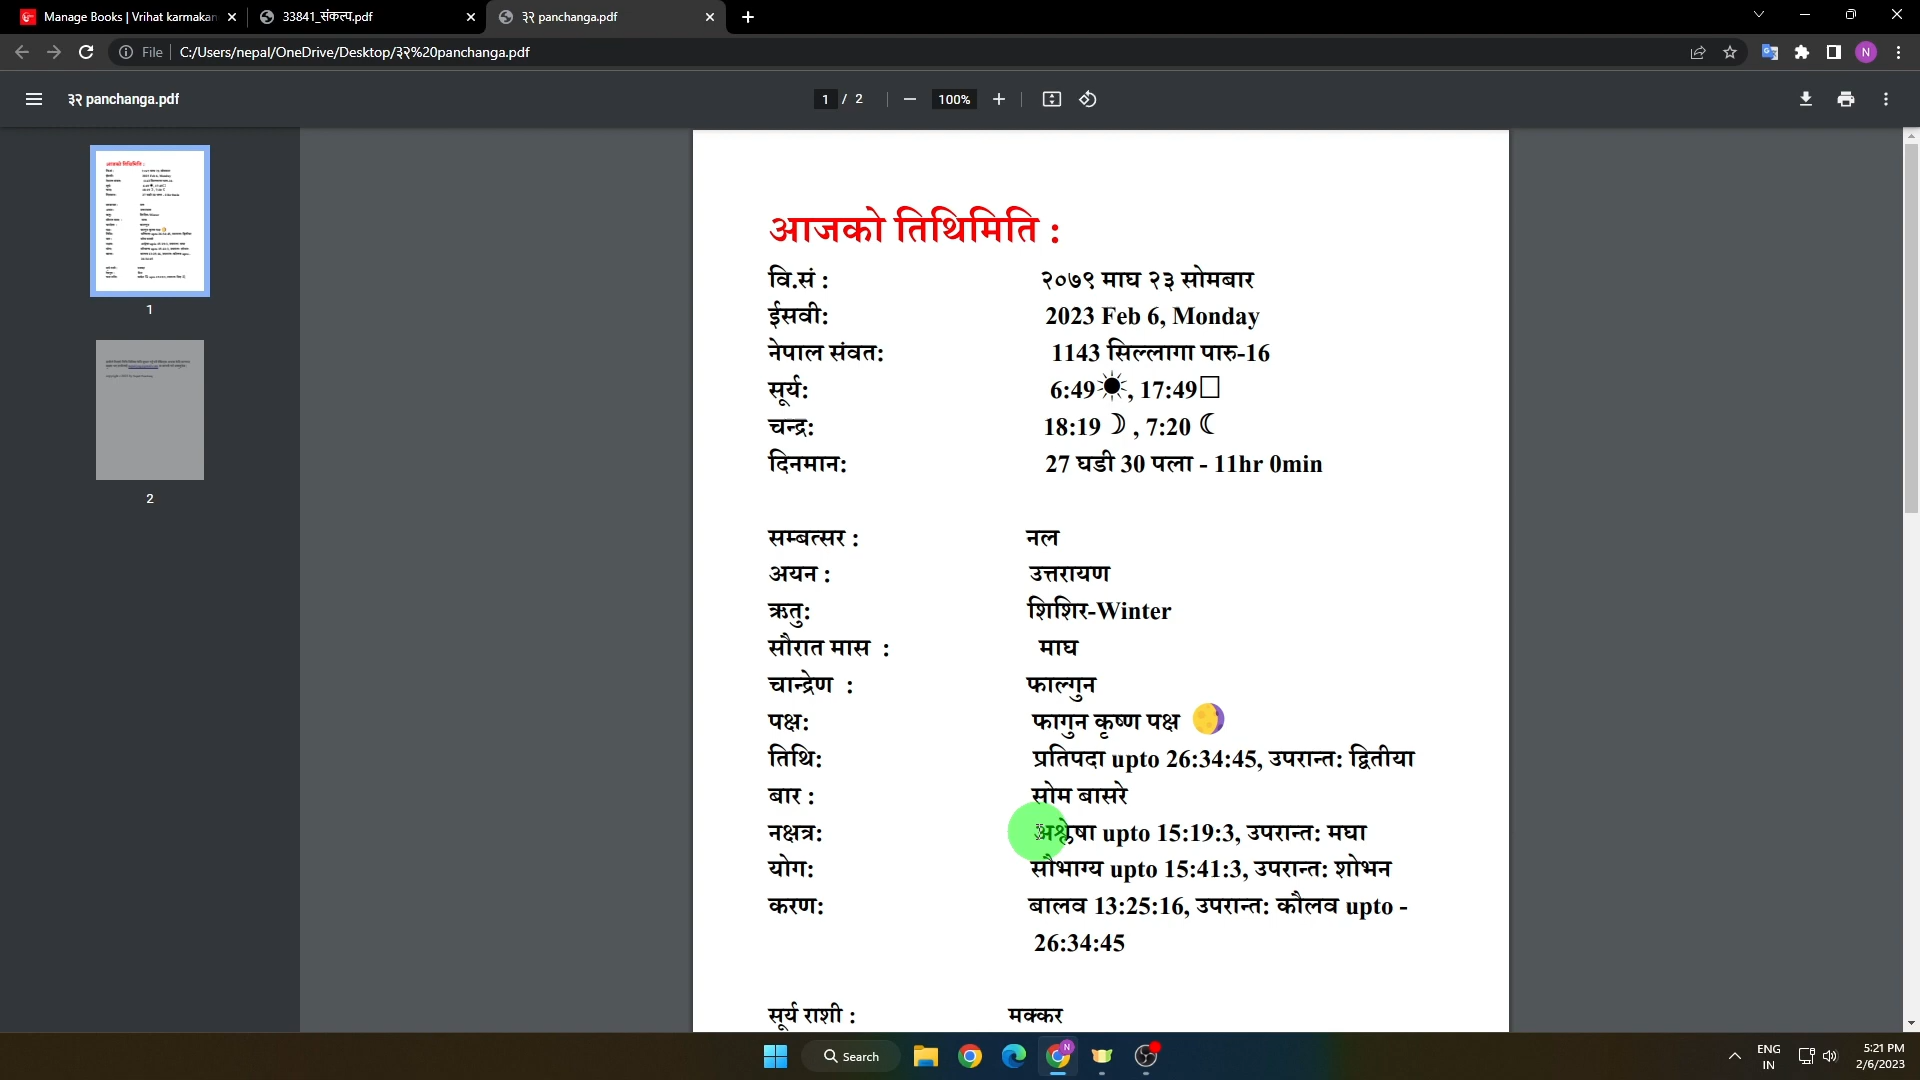 Manage Books | Vrihat karmakan
33841_संकल्प.pdf
३२ panchanga.pdf
File
C:/Users/nepal/OneDrive/Desktop/३२%20panchanga.pdf
N
३२ panchanga.pdf
1 / 2
100%
1
2
आजको तिथिमिति :
वि.सं : २०७९ माघ २३ सोमबार
ईसवी: 2023 Feb 6, Monday
नेपाल संवत: 1143 सिल्लागा पारु-16
सूर्य: 6:49☀, 17:49□
चन्द्र: 18:19 ☽ , 7:20 ☾
दिनमान: 27 घडी 30 पला - 11hr 0min
सम्बत्सर : नल
अयन : उत्तरायण
ऋतु: शिशिर-Winter
सौरात मास : माघ
चान्द्रेण : फाल्गुन
पक्ष: फागुन कृष्ण पक्ष 🌖
तिथि: प्रतिपदा upto 26:34:45, उपरान्त: द्वितीया
बार : सोम बासरे
नक्षत्र: अश्लेषा upto 15:19:3, उपरान्त: मघा
योग: सौभाग्य upto 15:41:3, उपरान्त: शोभन
करण: बालव 13:25:16, उपरान्त: कौलव upto -
26:34:45
सूर्य राशी : मक्कर
Search
ENG
IN
5:21 PM
2/6/2023